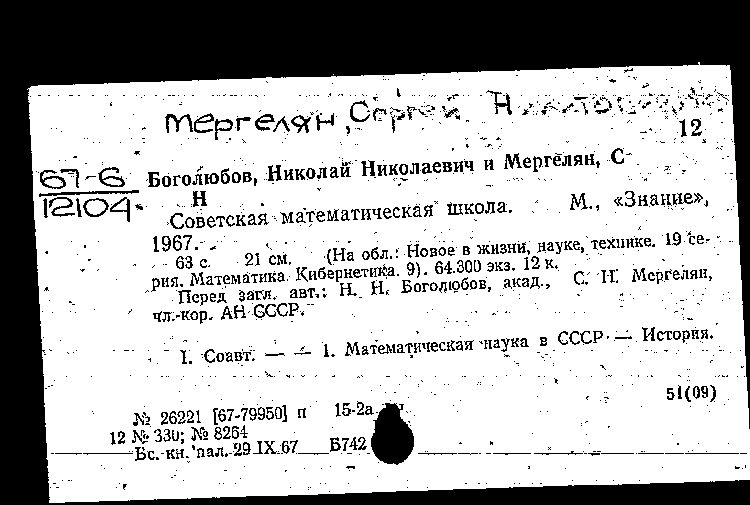 Мергелян, Сергей
12
67-6
12104
Боголюбов, Николай Николаевич и Мергелян, С
Н
Советская математическая школа. М., «Знание»,
1967.
63 с. 21 см. (На обл.: Новое в жизни, науке, технике. 19 се-
рия. Математика. Кибернетика. 9). 64.300 экз. 12 к.
Перед загл. авт.: Н. Н. Боголюбов, акад., С. Н. Мергелян,
чл.-кор. АН СССР.
I. Соавт. — — 1. Математическая наука в СССР — История.
51(09)
№ 26221 [67-79950] п 15-2а
12 № 330; № 8264
Вс. кн. пал. 29 IX 67 Б742